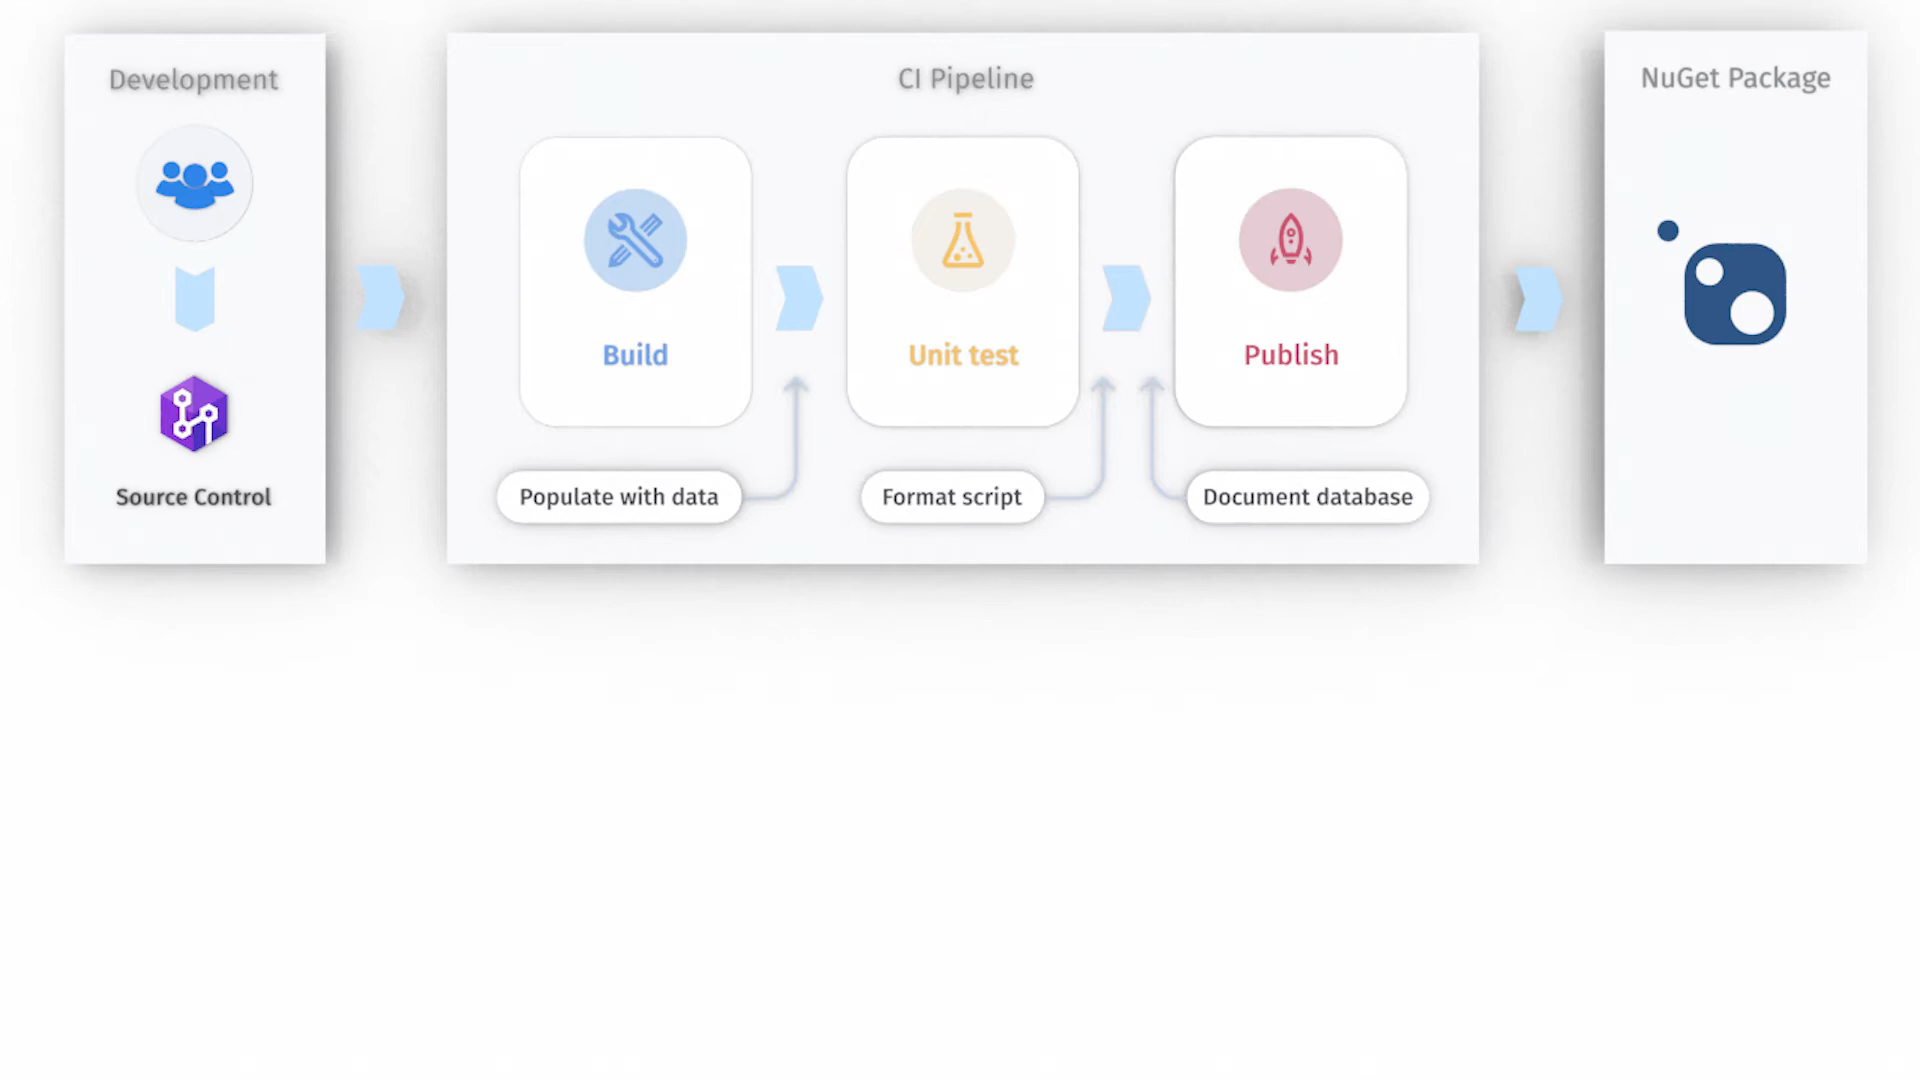 Development
Source Control
CI Pipeline
Build
Unit test
Publish
Populate with data
Format script
Document database
NuGet Package